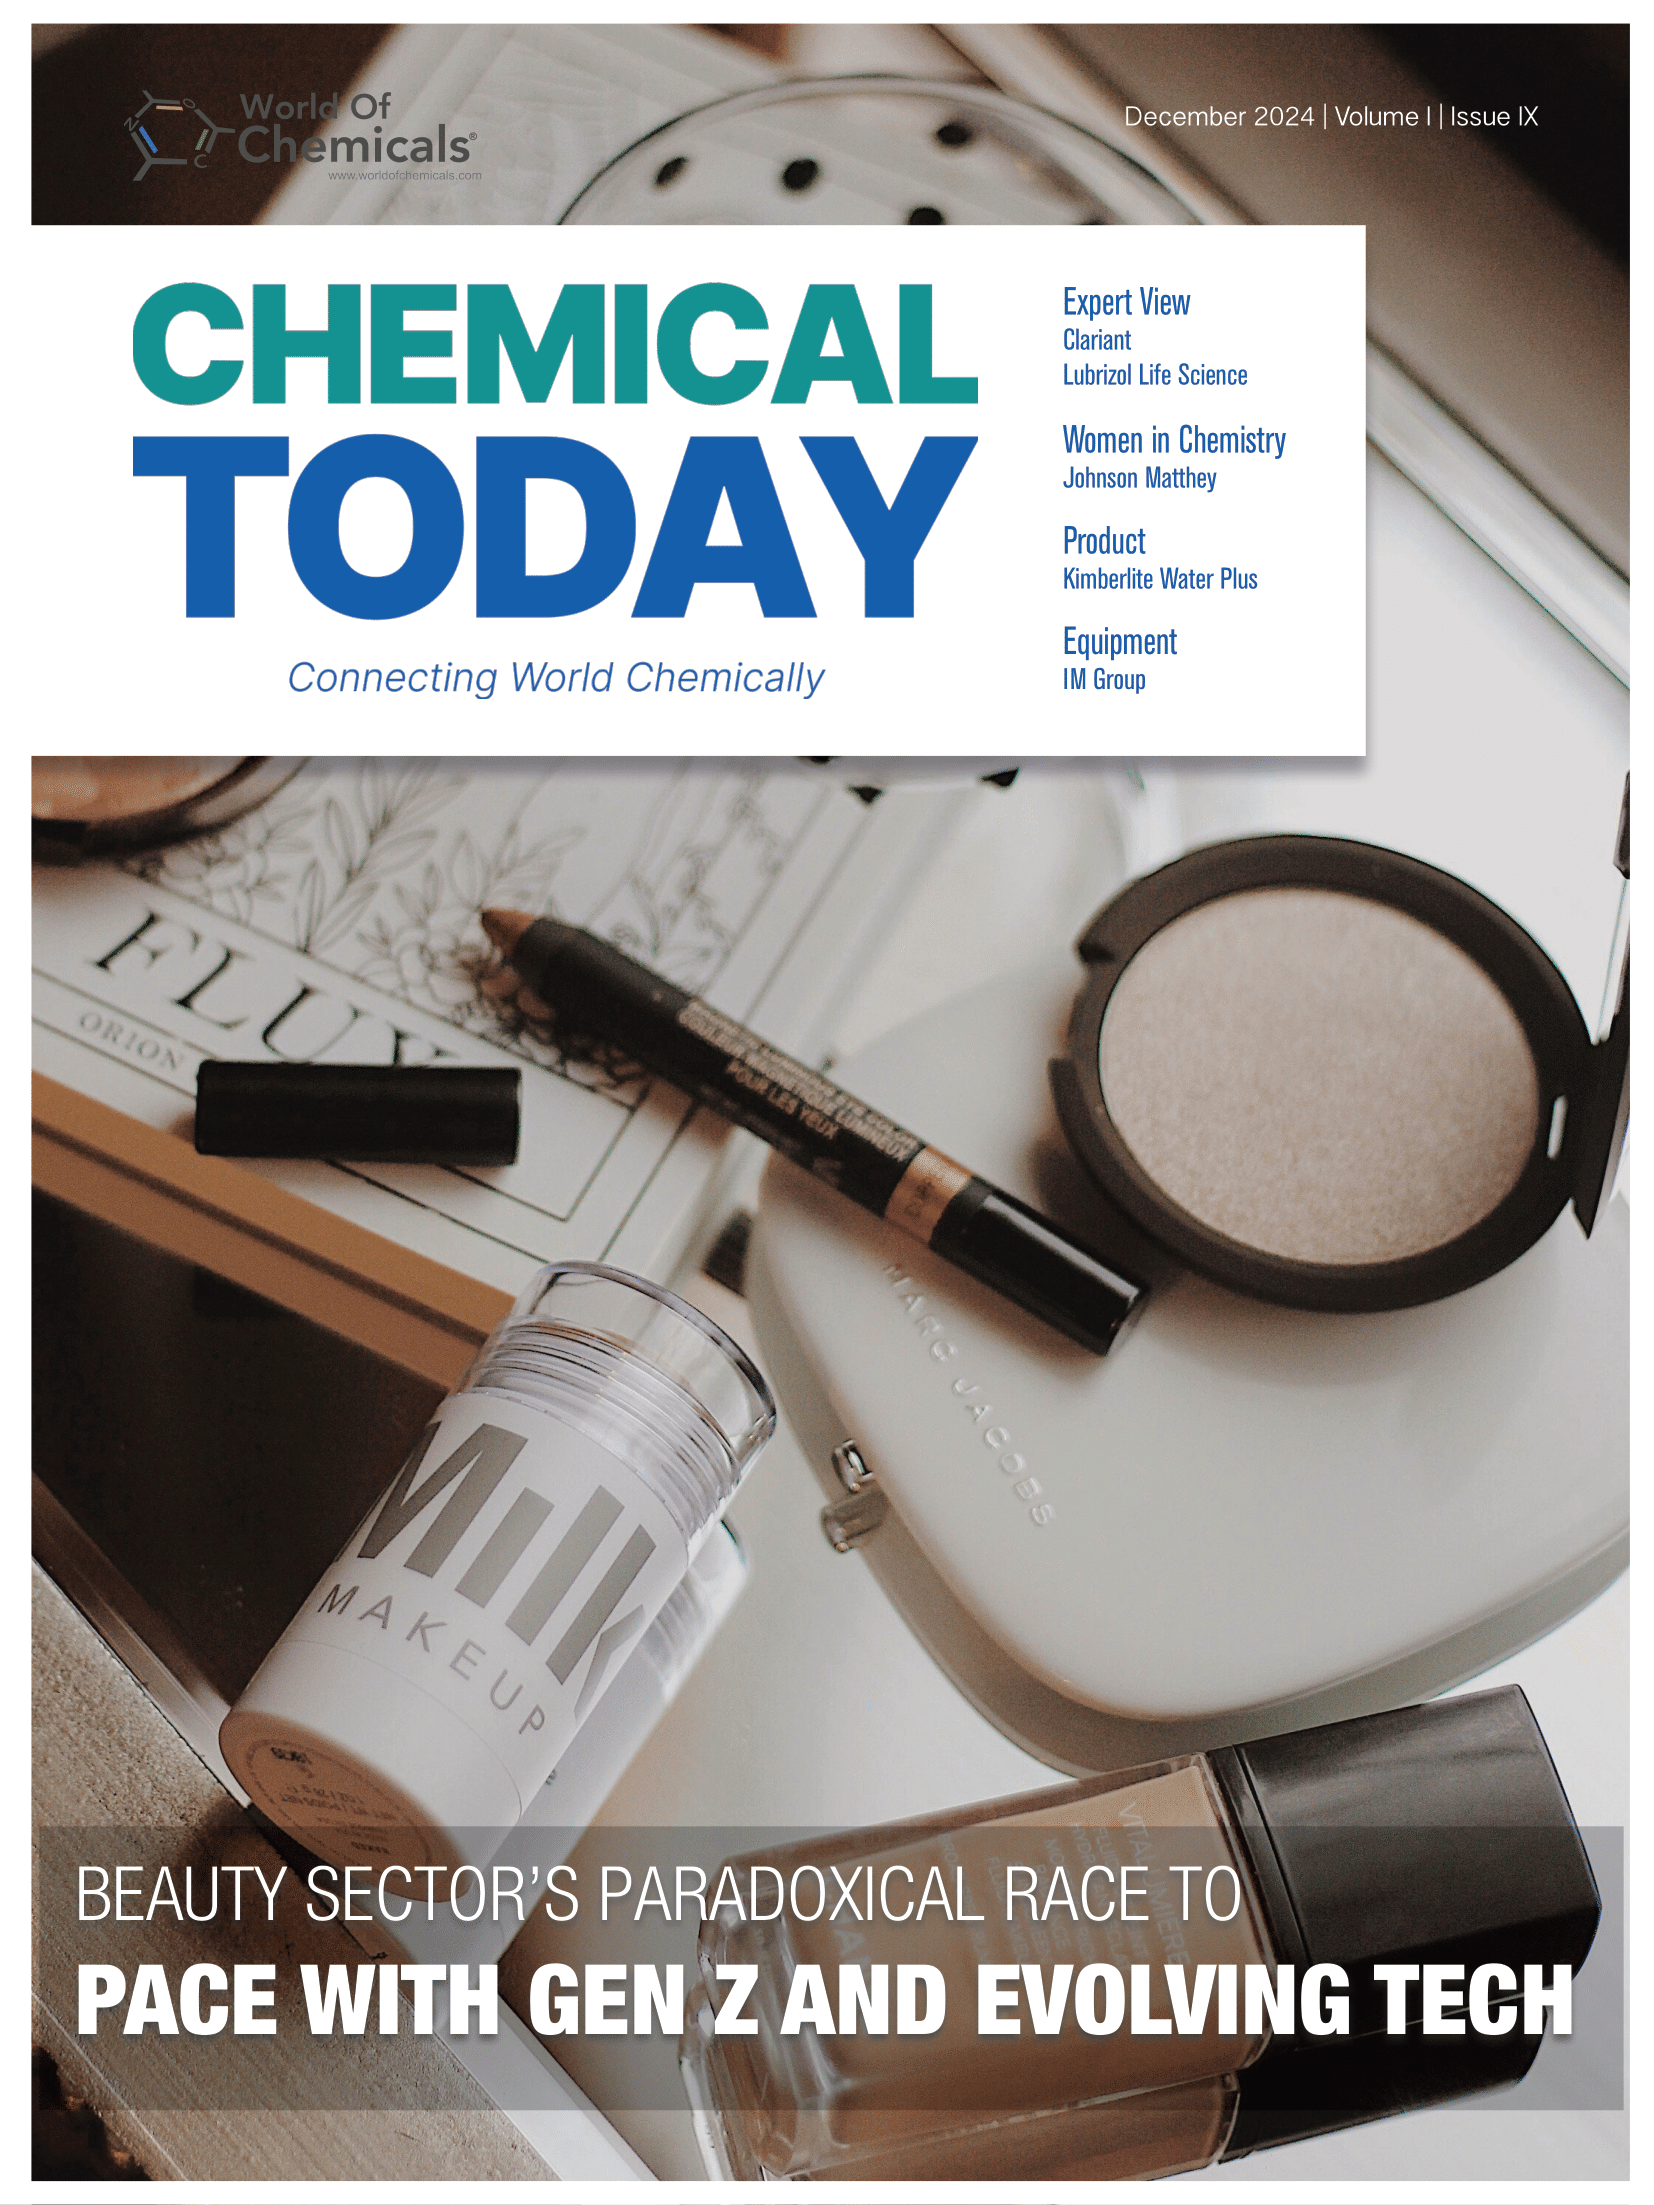 World Of
Chemicals®
www.worldofchemicals.com
N
O
C
December 2024 | Volume I | Issue IX
CHEMICAL
TODAY
Connecting World Chemically
Expert View
Clariant
Lubrizol Life Science
Women in Chemistry
Johnson Matthey
Product
Kimberlite Water Plus
Equipment
IM Group
FLUX
ORION
POUR LES YEUX
MARC JACOBS
Milk
MAKEUP
BEAUTY SECTOR'S PARADOXICAL RACE TO
PACE WITH GEN Z AND EVOLVING TECH